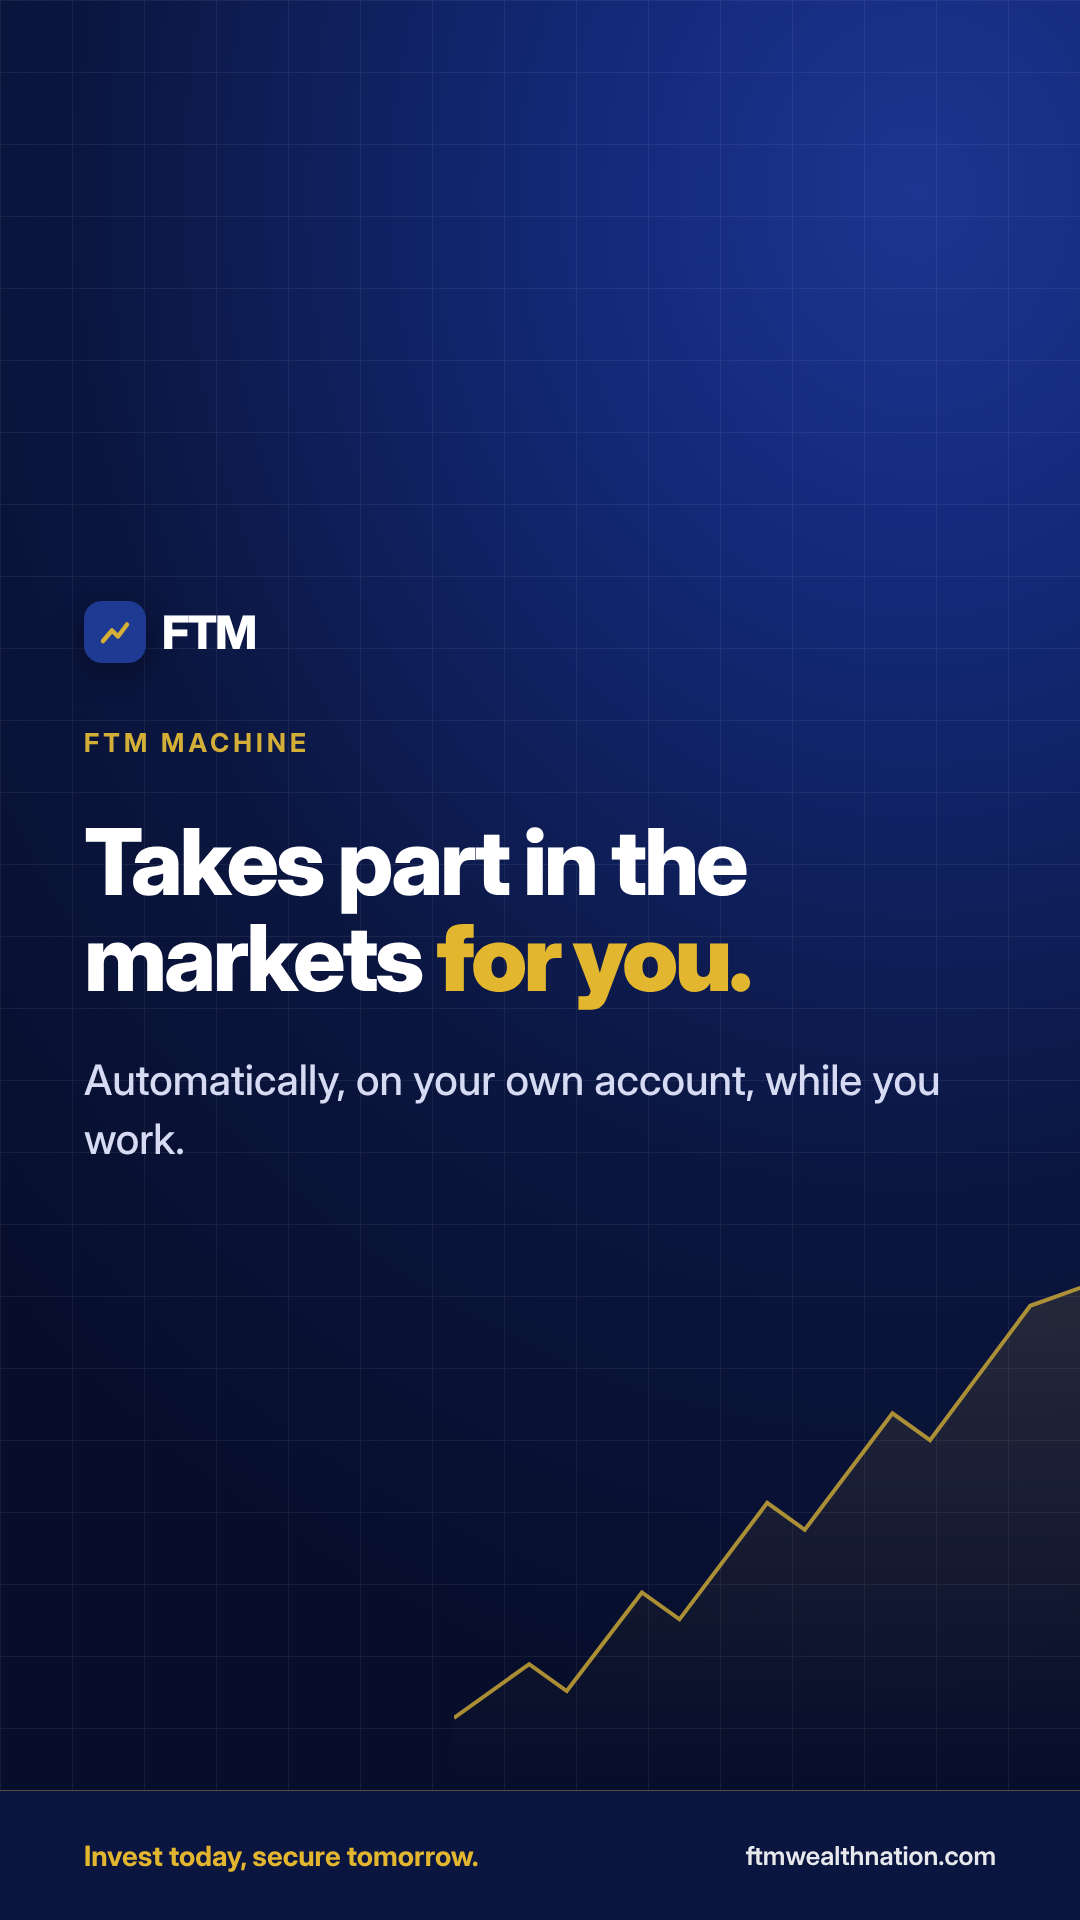 FTM
FTM MACHINE
Takes part in the
markets for you.
Automatically, on your own account, while you
work.
Invest today, secure tomorrow.
ftmwealthnation.com